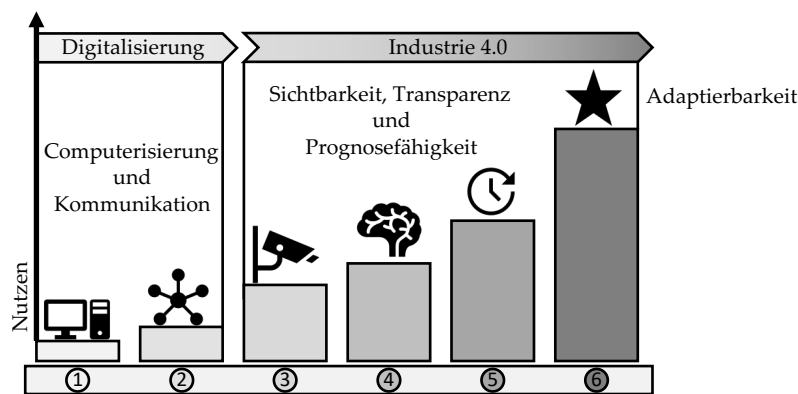 Digitalisierung
Industrie 4.0
Sichtbarkeit, Transparenz
und
Prognosefähigkeit
Adaptierbarkeit
Computerisierung
und
Kommunikation
Nutzen
1
2
3
4
5
6